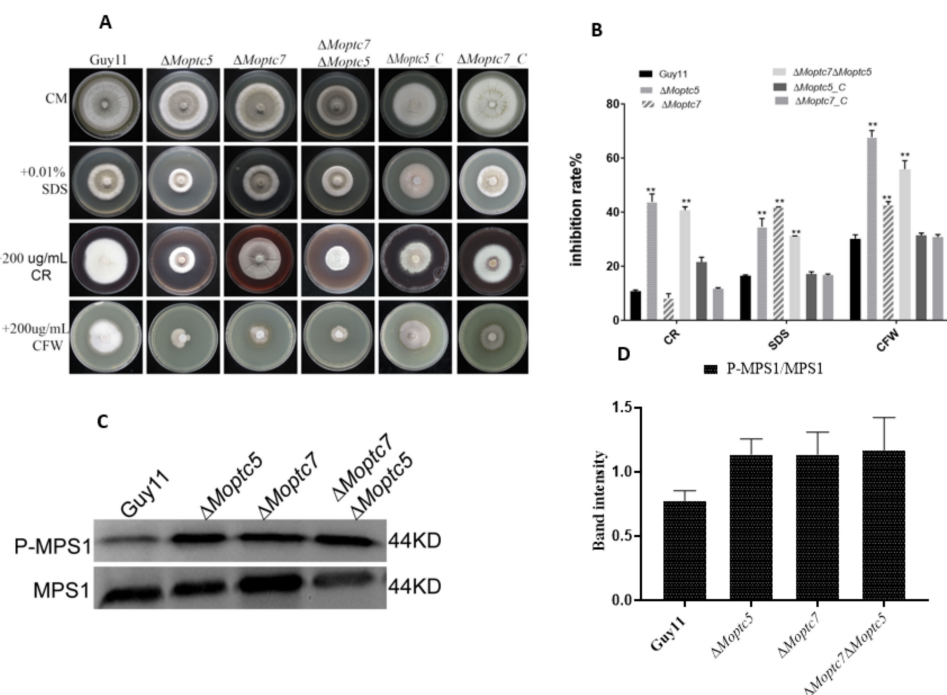 A
Guy11
ΔMoptc5
ΔMoptc7
ΔMoptc7
ΔMoptc5
ΔMoptc5_C
ΔMoptc7_C
CM
+0.01%
SDS
200 ug/mL
CR
+200ug/mL
CFW
B
Guy11
ΔMoptc5
ΔMoptc7
ΔMoptc7ΔMoptc5
ΔMoptc5_C
ΔMoptc7_C
inhibition rate%
80
60
40
20
0
**
**
**
**
**
**
**
**
CR
SDS
CFW
C
Guy11
ΔMoptc5
ΔMoptc7
ΔMoptc7
ΔMoptc5
P-MPS1
44KD
MPS1
44KD
D
P-MPS1/MPS1
Band intensity
1.5
1.0
0.5
0.0
Guy11
ΔMoptc5
ΔMoptc7
ΔMoptc7ΔMoptc5